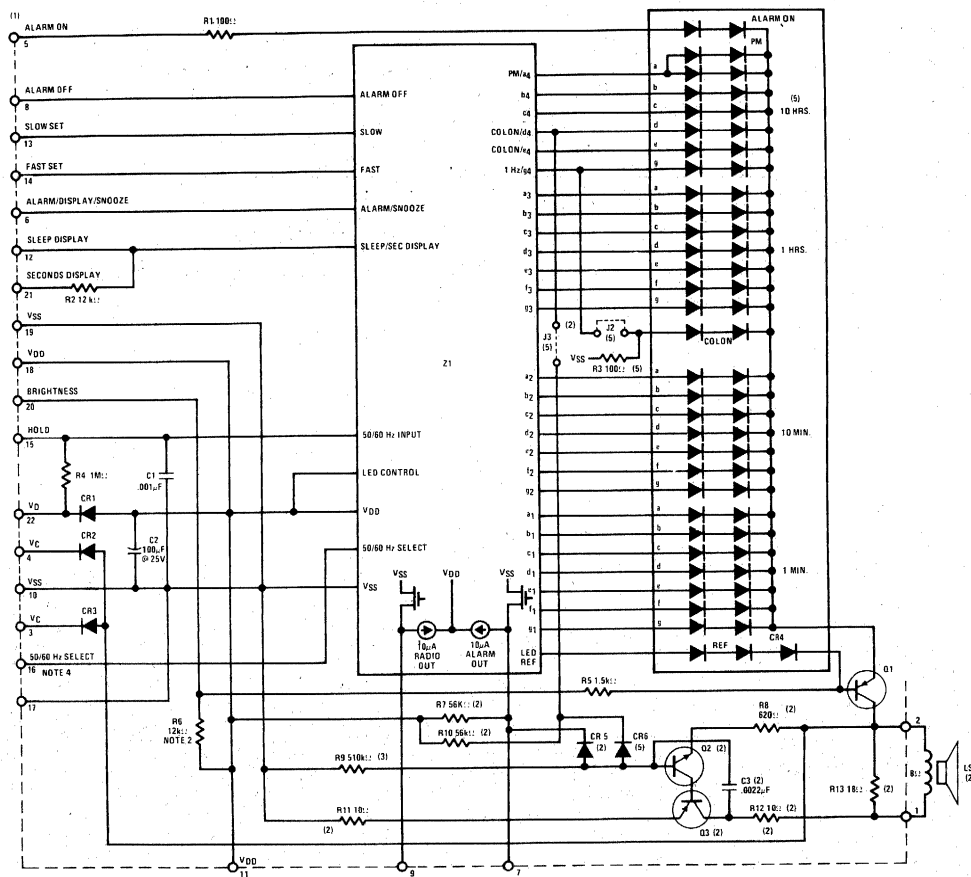 (1)
ALARM ON
5
R1 100Ω
ALARM OFF
8
SLOW SET
13
FAST SET
14
ALARM/DISPLAY/SNOOZE
6
SLEEP DISPLAY
12
SECONDS DISPLAY
21
R2 12 kΩ
VSS
19
VDD
18
BRIGHTNESS
20
HOLD
15
R4 1MΩ
C1
.001μF
VD
22
CR1
VC
4
CR2
C2
100μF
@ 25V
VSS
10
VC
3
CR3
50/60 Hz SELECT
16
NOTE 4
17
R6
12kΩ
NOTE 2
VDD
11
ALARM OFF
SLOW
FAST
ALARM/SNOOZE
SLEEP/SEC DISPLAY
Z1
50/60 Hz INPUT
LED CONTROL
VDD
50/60 Hz SELECT
VSS
VSS
VDD
VSS
10μA
RADIO
OUT
10μA
ALARM
OUT
9
7
PM/a4
b4
c4
COLON/d4
COLON/e4
1 Hz/g4
a3
b3
c3
d3
e3
f3
g3
a2
b2
c2
d2
e2
f2
g2
a1
b1
c1
d1
e1
f1
g1
LED
REF
J3
(5)
(2)
J2
(5)
VSS
R3 100Ω (5)
ALARM ON
PM
a
b
c
d
e
g
(5)
10 HRS.
a
b
c
d
e
f
g
1 HRS.
COLON
a
b
c
d
e
f
g
10 MIN.
a
b
c
d
e
f
g
1 MIN.
REF
CR4
Q1
R5 1.5kΩ
R7 56KΩ (2)
R10 56kΩ (2)
R9 510kΩ (3)
R11 10Ω
(2)
CR 5
(2)
CR6
(5)
Q2 (2)
Q3 (2)
C3 (2)
.0022μF
R8 (2)
620Ω
R12 10Ω (2)
(2)
R13 18Ω (2)
2
1
8Ω
LS
(2